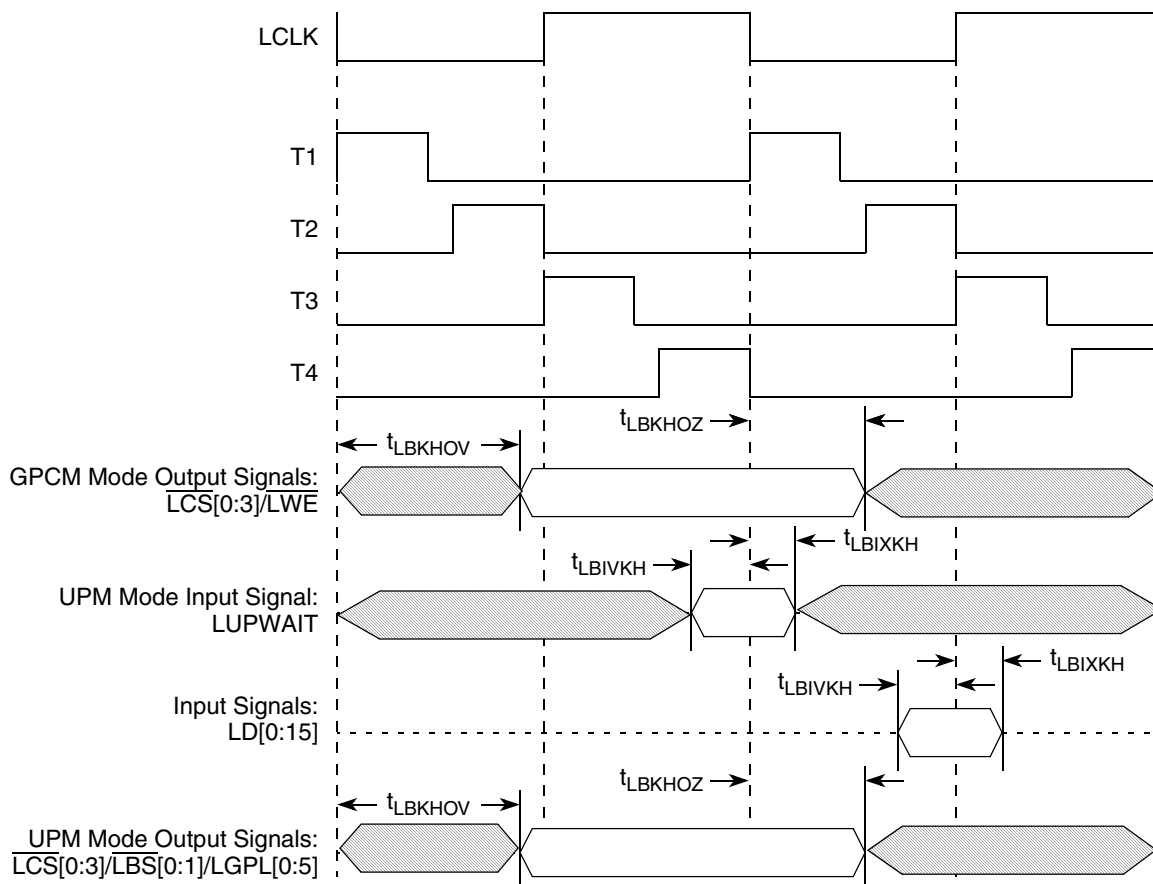 LCLK
T1
T2
T3
T4
tLBKHOZ
tLBKHOV
GPCM Mode Output Signals:
LCS[0:3]/LWE
tLBIXKH
tLBIVKH
UPM Mode Input Signal:
LUPWAIT
tLBIXKH
tLBIVKH
Input Signals:
LD[0:15]
tLBKHOZ
tLBKHOV
UPM Mode Output Signals:
LCS[0:3]/LBS[0:1]/LGPL[0:5]